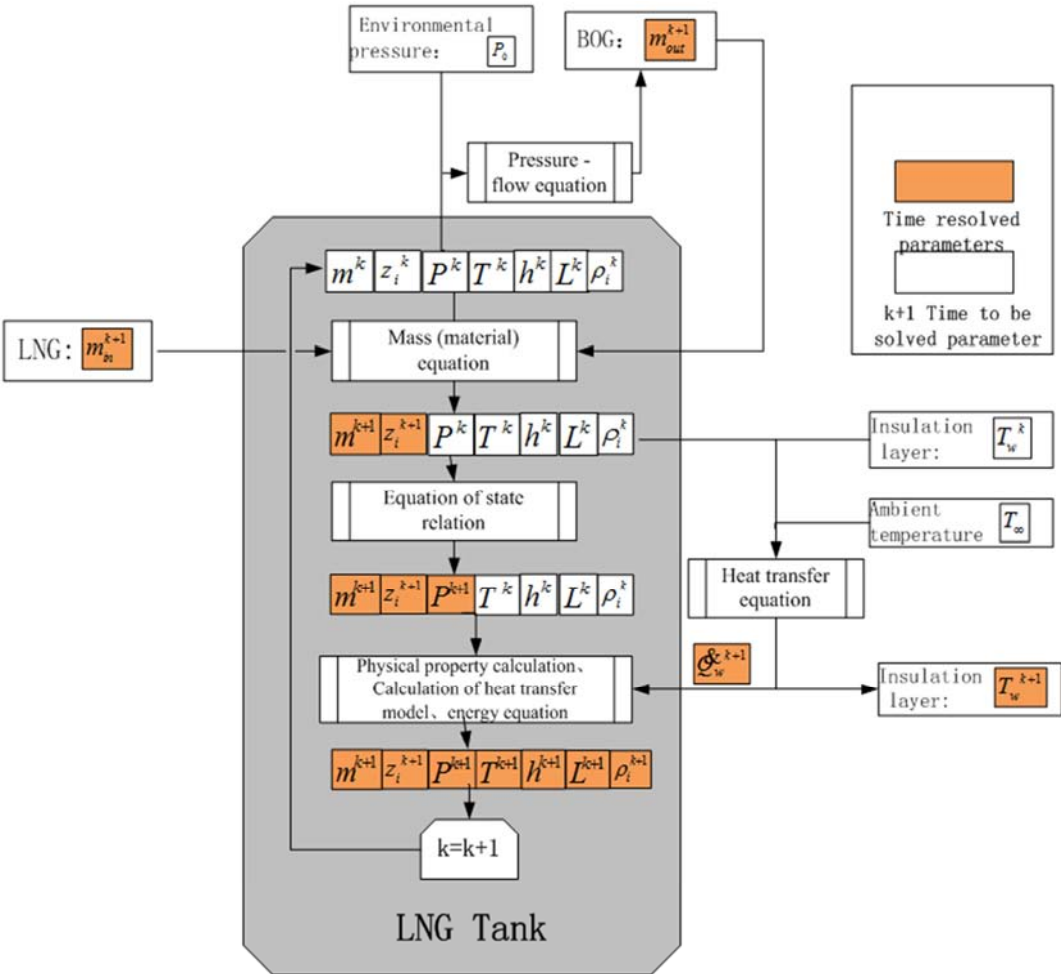 Environmental
pressure: P₀
BOG: m_out^{k+1}
Pressure -
flow equation
Time resolved
parameters
k+1 Time to be
solved parameter
m^k z_i^k P^k T^k h^k L^k ρ_i^k
LNG: m_in^{k+1}
Mass (material)
equation
m^{k+1} z_i^{k+1} P^k T^k h^k L^k ρ_i^k
Insulation
layer: T_w^k
Equation of state
relation
Ambient
temperature T_∞
Heat transfer
equation
m^{k+1} z_i^{k+1} P^{k+1} T^k h^k L^k ρ_i^k
Physical property calculation、
Calculation of heat transfer
model、energy equation
Q&_w^{k+1}
Insulation
layer: T_w^{k+1}
m^{k+1} z_i^{k+1} P^{k+1} T^{k+1} h^{k+1} L^{k+1} ρ_i^{k+1}
k=k+1
LNG Tank